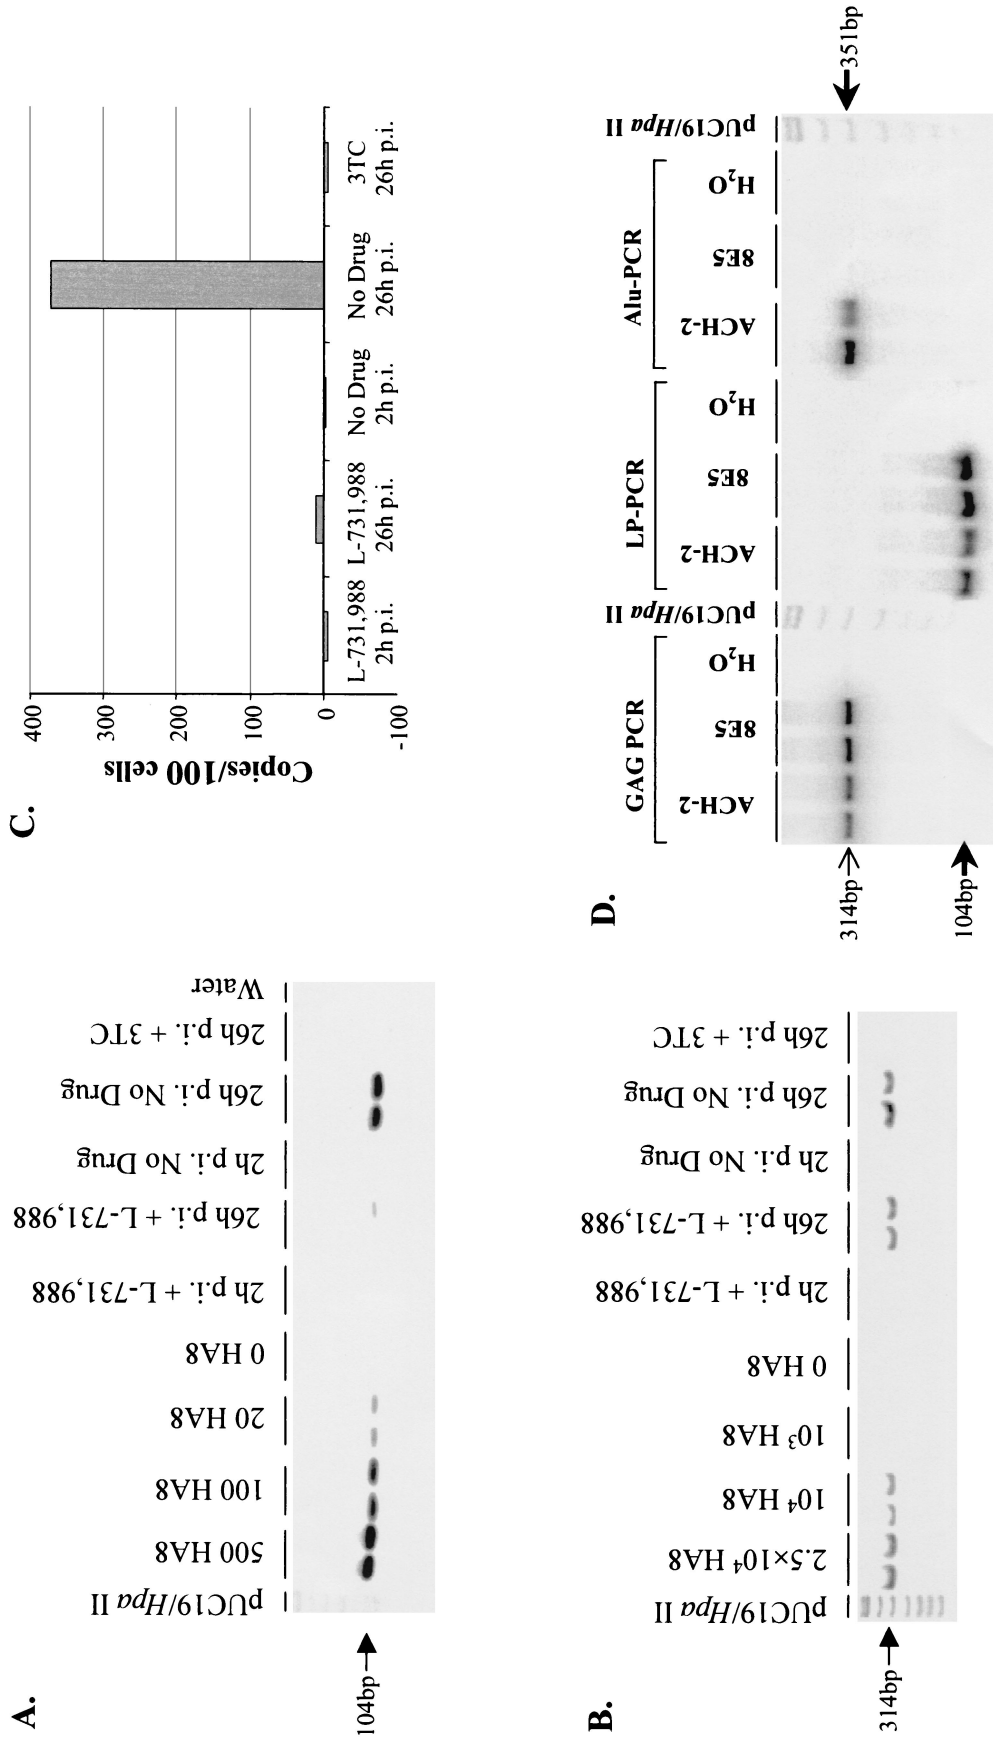 A.
pUC19/Hpa II
500 HA8
100 HA8
20 HA8
0 HA8
2h p.i. + L-731,988
26h p.i. + L-731,988
2h p.i. No Drug
26h p.i. No Drug
26h p.i. + 3TC
Water
104bp
B.
pUC19/Hpa II
2.5×10⁴ HA8
10⁴ HA8
10³ HA8
0 HA8
2h p.i. + L-731,988
26h p.i. + L-731,988
2h p.i. No Drug
26h p.i. No Drug
26h p.i. + 3TC
314bp
C.
Copies/100 cells
400
300
200
100
0
-100
L-731,988
2h p.i.
L-731,988
26h p.i.
No Drug
2h p.i.
No Drug
26h p.i.
3TC
26h p.i.
D.
GAG PCR
LP-PCR
Alu-PCR
ACH-2
8E5
H₂O
pUC19/Hpa II
ACH-2
8E5
H₂O
ACH-2
8E5
H₂O
pUC19/Hpa II
314bp
351bp
104bp